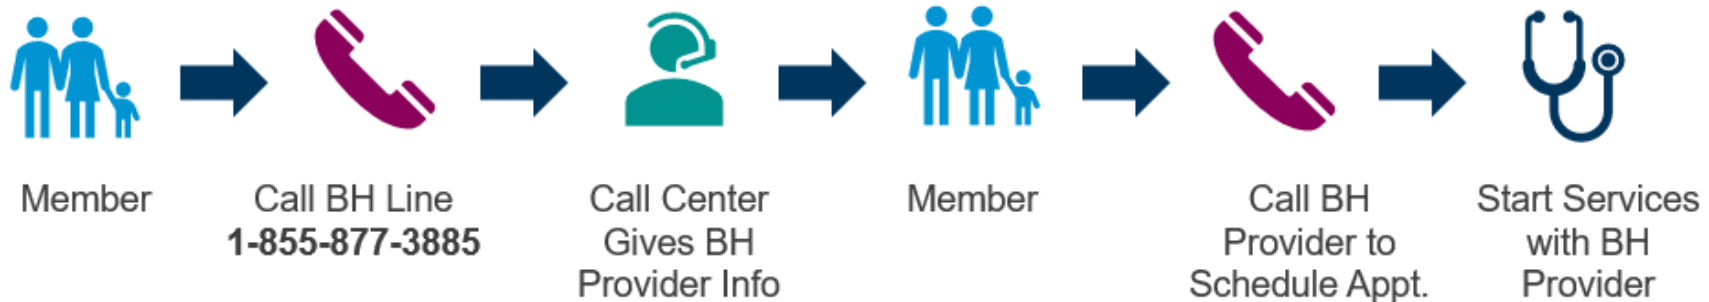 Member
Call BH Line
1-855-877-3885
Call Center
Gives BH
Provider Info
Member
Call BH
Provider to
Schedule Appt.
Start Services
with BH
Provider